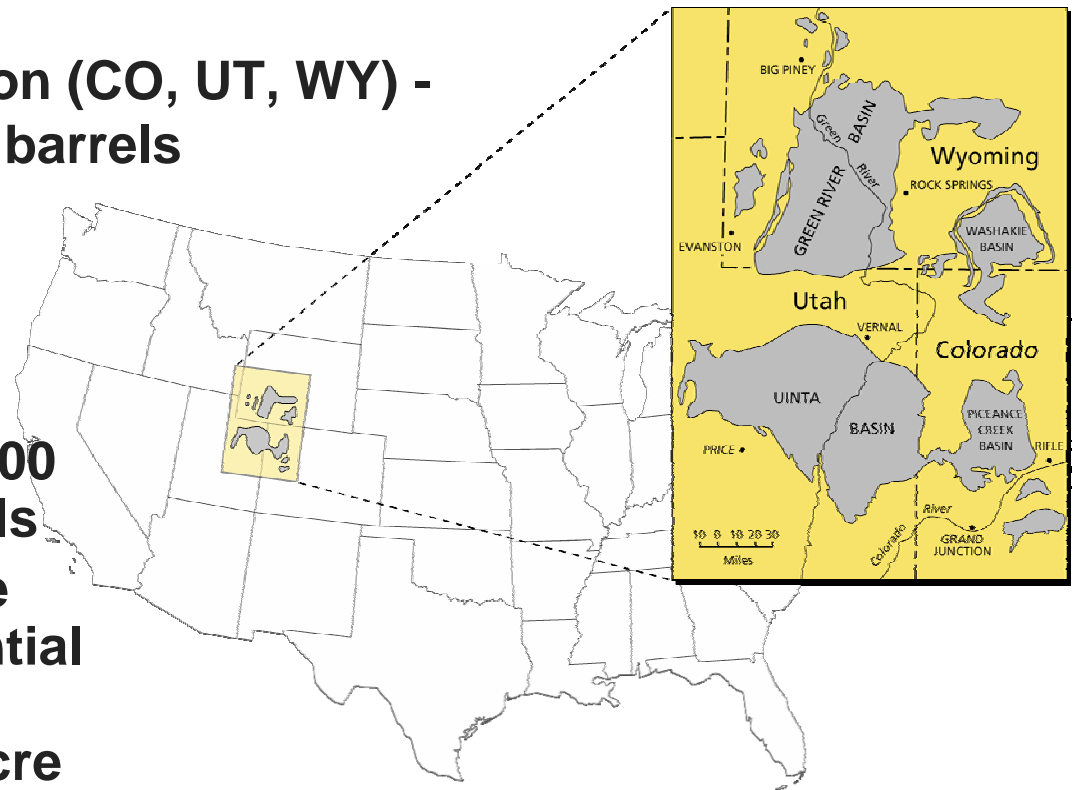 on (CO, UT, WY) -
barrels
00
ls
e
ntial
cre
BIG PINEY
Green
River
GREEN RIVER
BASIN
Wyoming
ROCK SPRINGS
WASHAKIE
BASIN
EVANSTON
Utah
VERNAL
Colorado
UINTA
BASIN
PICEANCE
CREEK
BASIN
RIFLE
PRICE
River
Colorado
GRAND
JUNCTION
10 0 10 20 30
Miles